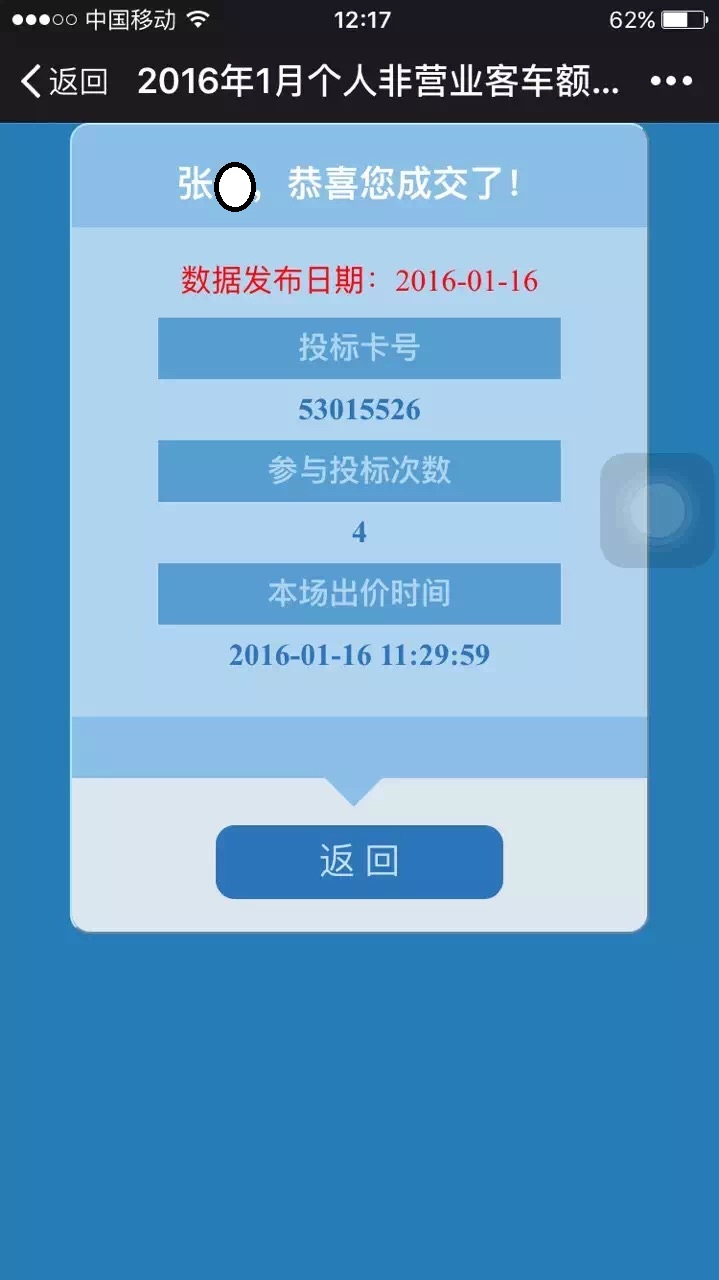 中国移动 12:17 62%
返回 2016年1月个人非营业客车额...
张，恭喜您成交了！
数据发布日期：2016-01-16
投标卡号
53015526
参与投标次数
4
本场出价时间
2016-01-16 11:29:59
返 回